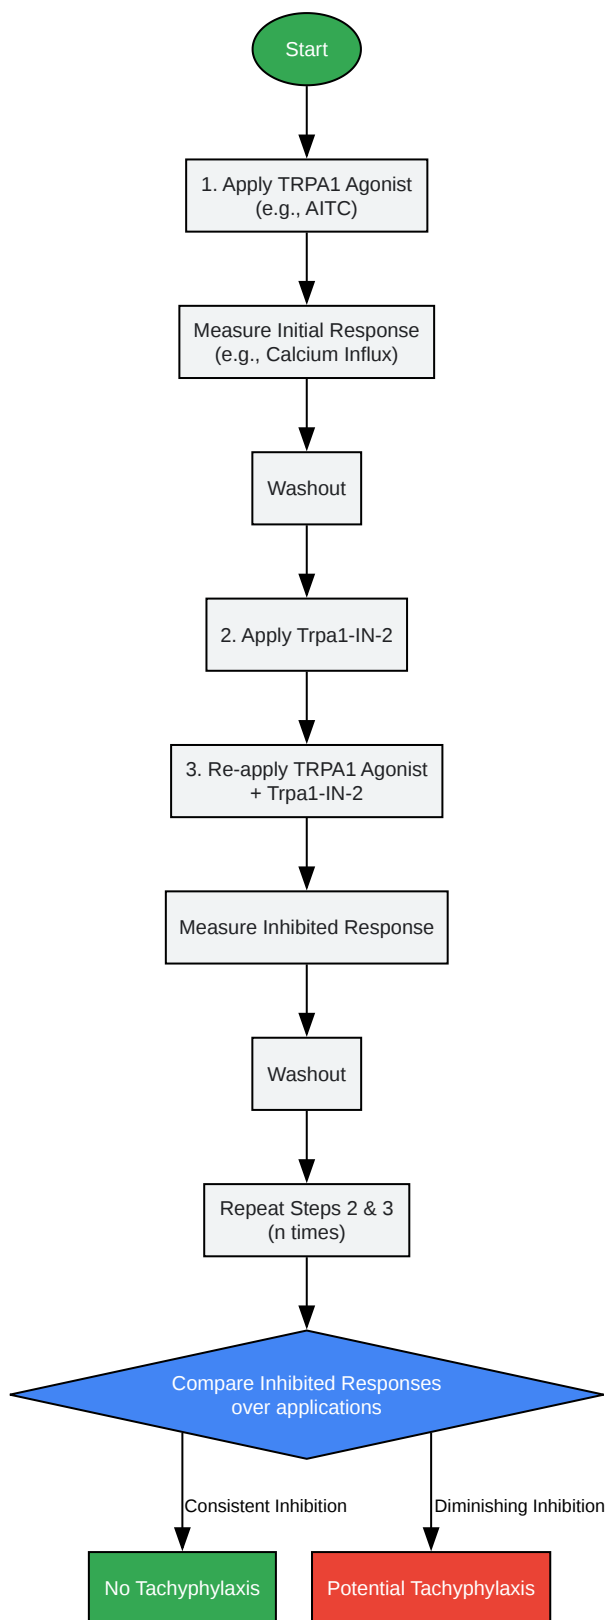 Start
1. Apply TRPA1 Agonist
(e.g., AITC)
Measure Initial Response
(e.g., Calcium Influx)
Washout
2. Apply Trpa1-IN-2
3. Re-apply TRPA1 Agonist
+ Trpa1-IN-2
Measure Inhibited Response
Washout
Repeat Steps 2 & 3
(n times)
Compare Inhibited Responses
over applications
Consistent Inhibition
Diminishing Inhibition
No Tachyphylaxis
Potential Tachyphylaxis